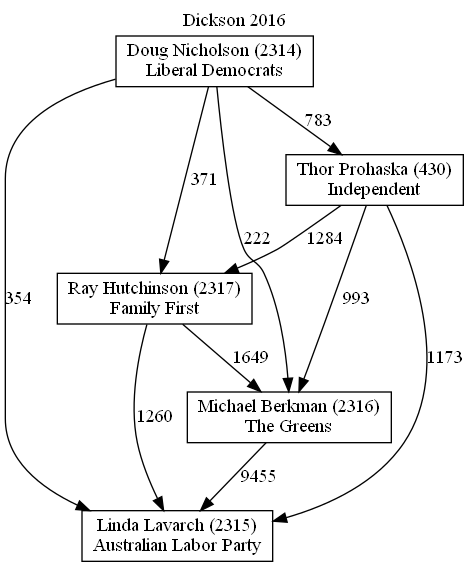 Dickson 2016
Doug Nicholson (2314)
Liberal Democrats
783
Thor Prohaska (430)
Independent
371
222
1284
354
993
1173
Ray Hutchinson (2317)
Family First
1649
1260
Michael Berkman (2316)
The Greens
9455
Linda Lavarch (2315)
Australian Labor Party